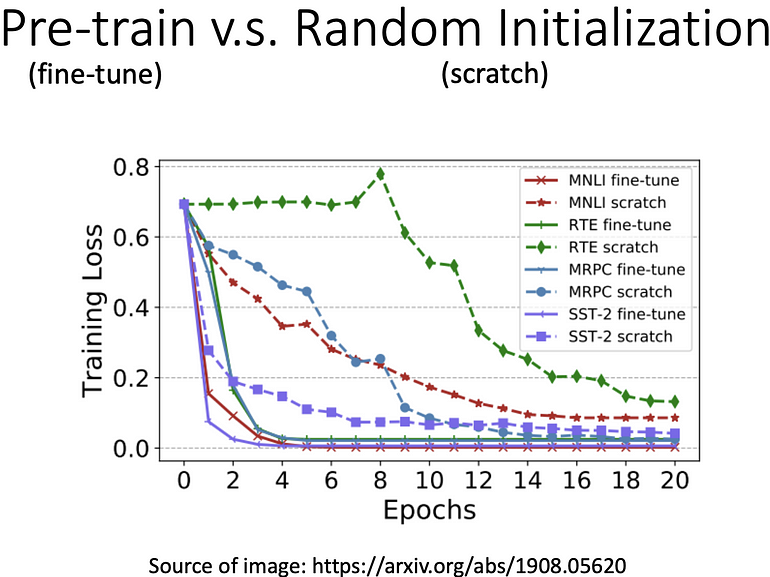 Pre-train v.s. Random Initialization
(fine-tune) (scratch)
0.8
0.6
0.4
0.2
0.0
Training Loss
MNLI fine-tune
MNLI scratch
RTE fine-tune
RTE scratch
MRPC fine-tune
MRPC scratch
SST-2 fine-tune
SST-2 scratch
0 2 4 6 8 10 12 14 16 18 20
Epochs
Source of image: https://arxiv.org/abs/1908.05620